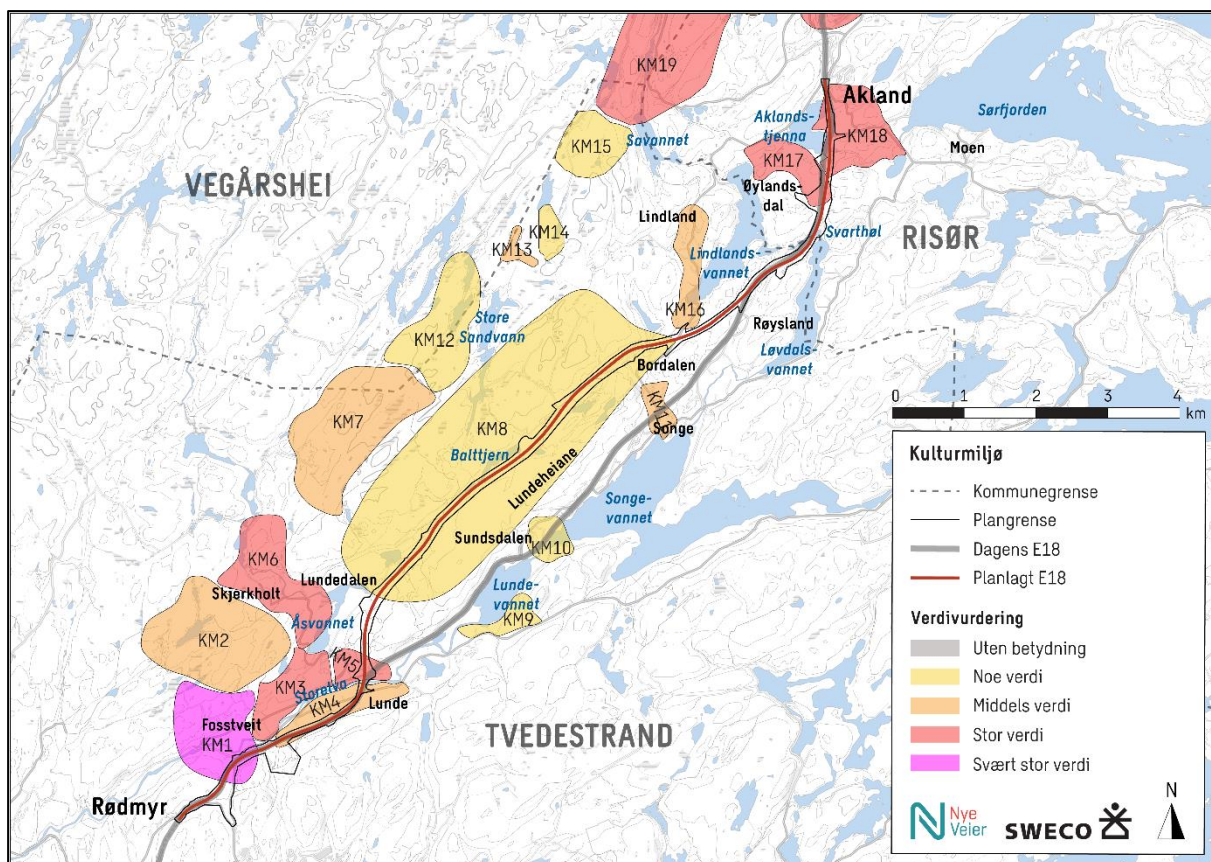 KM19
Akland
Sørfjorden
Aklands-
tjenna
KM18
Savannet
KM15
Moen
KM17
VEGÅRSHEI
Øylands-
dal
Lindland
KM14
KM13
Svarthøl
RISØR
Lindlands-
vannet
KM16
Store
Sandvann
KM12
Røysland
Løvdals-
vannet
Bordalen
KM11
Songe
KM7
KM8
Balttjern
Lundeheiane
Songe-
vannet
Sundsdalen
KM10
KM6
Skjerkholt
Lundedalen
Lunde-
vannet
KM9
Åsvannet
KM2
KM5
KM3
Storelva
KM4
Lunde
Fosstveit
KM1
TVEDESTRAND
Rødmyr
0 1 2 3 4
km
Kulturmiljø
Kommunegrense
Plangrense
Dagens E18
Planlagt E18
Verdivurdering
Uten betydning
Noe verdi
Middels verdi
Stor verdi
Svært stor verdi
N
Nye
Veier
SWECO